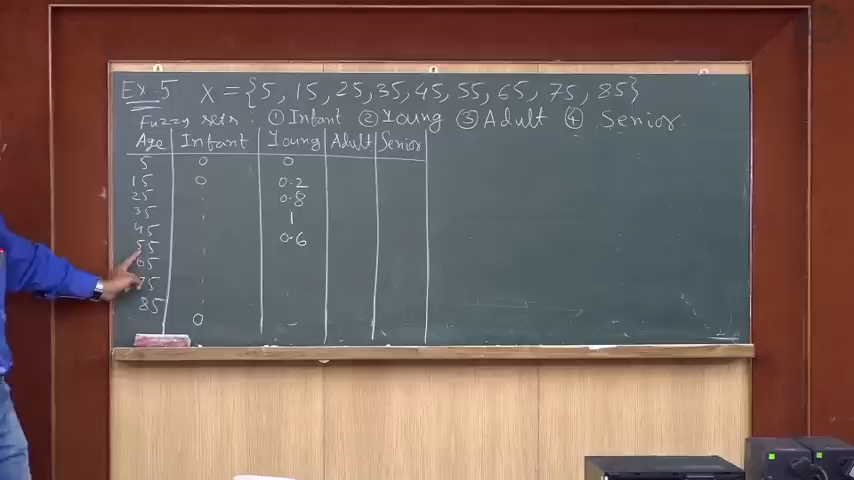 Ex.5 X = {5, 15, 25, 35, 45, 55, 65, 75, 85}
Fuzzy sets : ① Infant ② Young ③ Adult ④ Senior
Age Infant Young Adult Senior
5 0 0
15 0 0.2
25 0.8
35 1
45 0.6
55
65
75
85
0